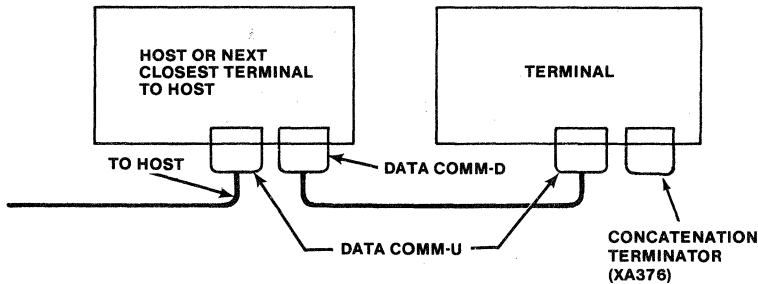 HOST OR NEXT
CLOSEST TERMINAL
TO HOST
TERMINAL
TO HOST
DATA COMM-D
DATA COMM-U
CONCATENATION
TERMINATOR
(XA376)